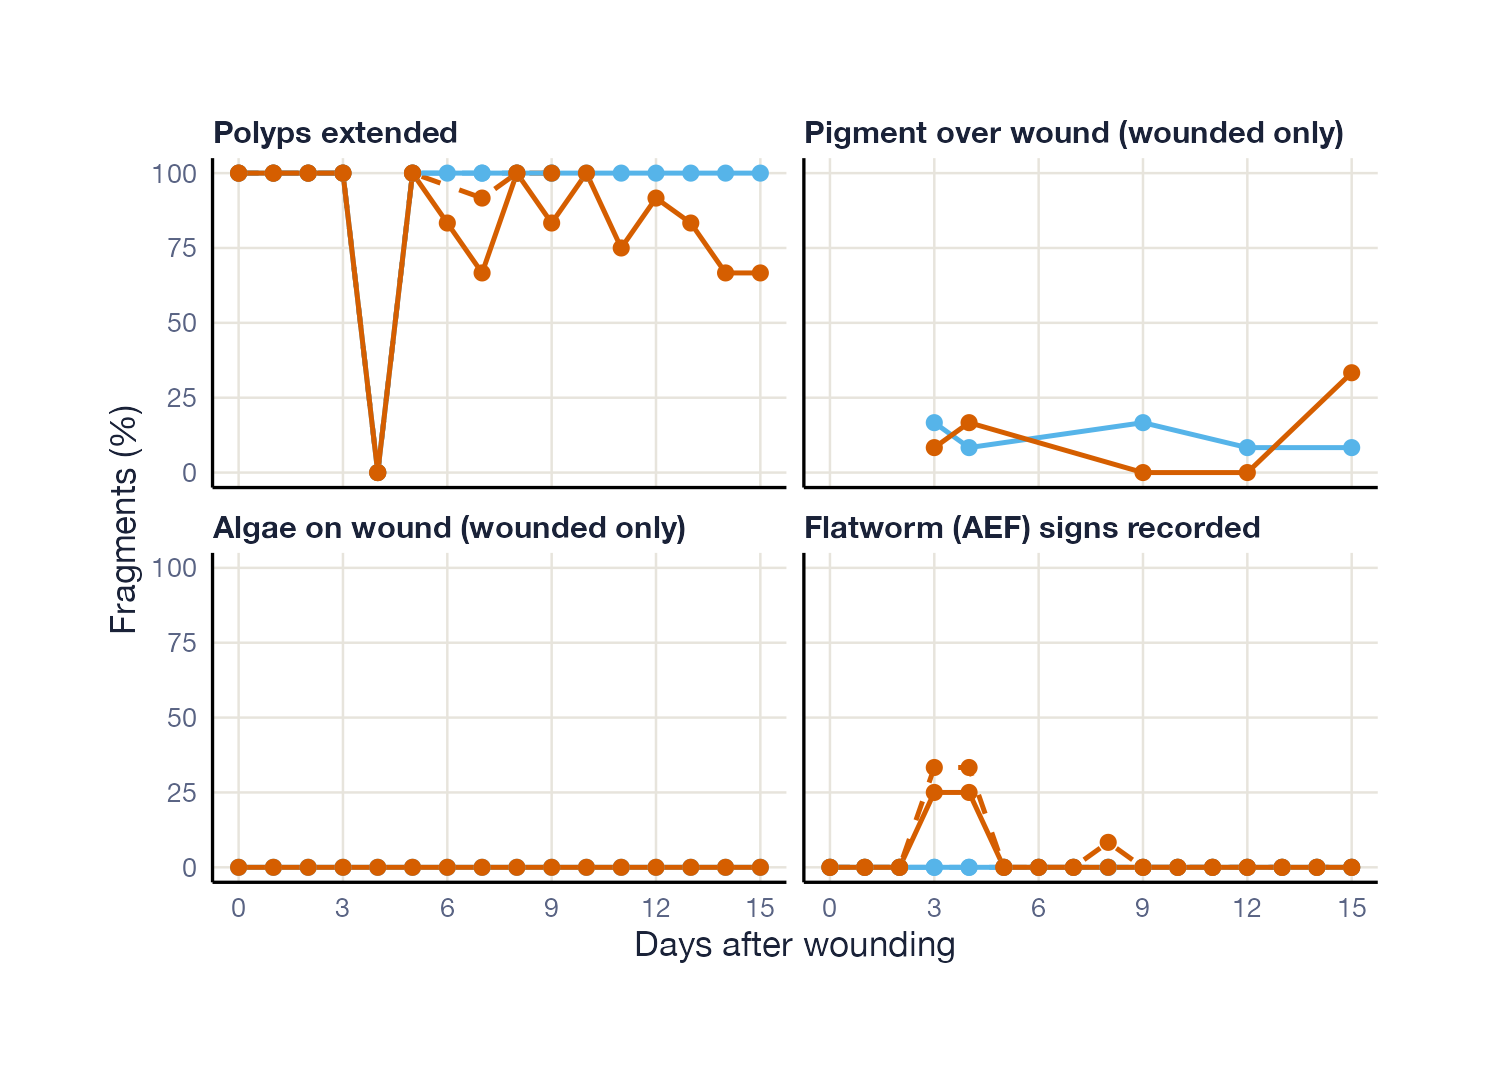 Polyps extended
Pigment over wound (wounded only)
100
75
50
25
0
Fragments (%)
Algae on wound (wounded only)
Flatworm (AEF) signs recorded
100
75
50
25
0
0 3 6 9 12 15
0 3 6 9 12 15
Days after wounding